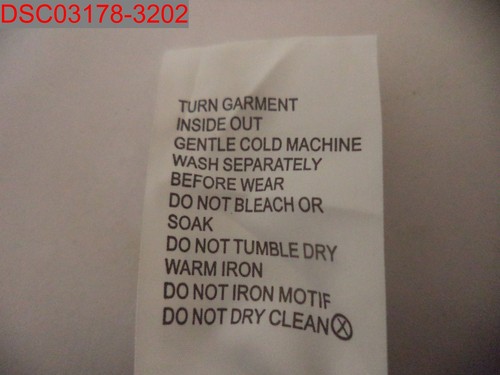 DSC03178-3202
TURN GARMENT
INSIDE OUT
GENTLE COLD MACHINE
WASH SEPARATELY
BEFORE WEAR
DO NOT BLEACH OR
SOAK
DO NOT TUMBLE DRY
WARM IRON
DO NOT IRON MOTIF
DO NOT DRY CLEAN